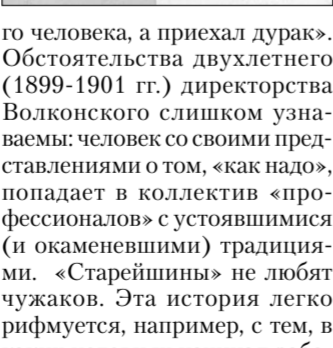 го человека, а приехал дурак».
Обстоятельства двухлетнего
(1899-1901 гг.) директорства
Волконского слишком узна-
ваемы: человек со своими пред-
ставлениями о том, «как надо»,
попадает в коллектив «про-
фессионалов» с устоявшимися
(и окаменевшими) традиция-
ми. «Старейшины» не любят
чужаков. Эта история легко
рифмуется, например, с тем, в